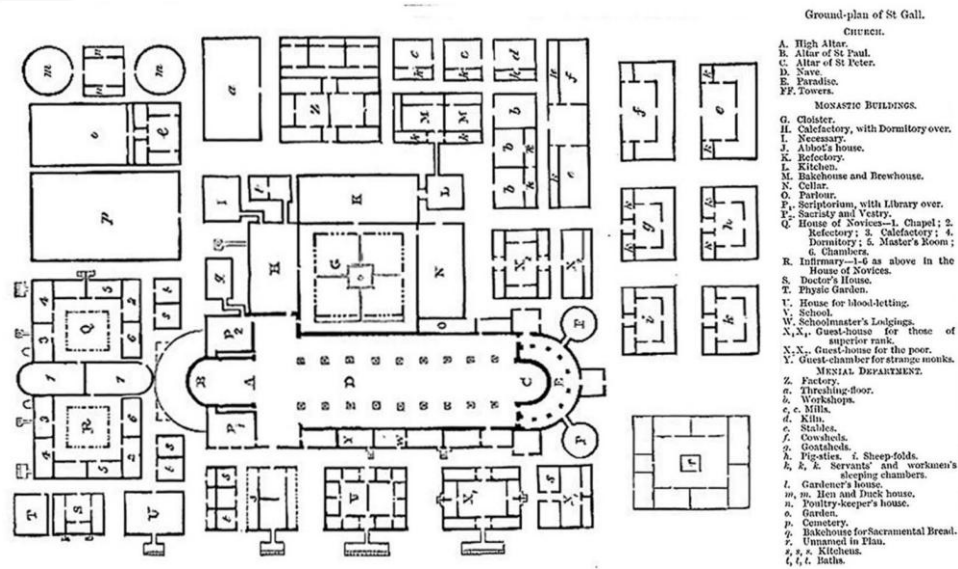 Ground-plan of St Gall.
CHURCH.
A. High Altar.
B. Altar of St Paul.
C. Altar of St Peter.
D. Nave.
E. Paradise.
FF. Towers.
MONASTIC BUILDINGS.
G. Cloister.
H. Calefactory, with Dormitory over.
I. Necessary.
J. Abbot's house.
K. Refectory.
L. Kitchen.
M. Bakehouse and Brewhouse.
N. Cellar.
O. Parlour.
P₁. Scriptorium, with Library over.
P₂. Sacristy and Vestry.
Q. House of Novices—1. Chapel; 2.
Refectory; 3. Calefactory; 4.
Dormitory; 5. Master's Room;
6. Chambers.
R. Infirmary—1-6 as above in the
House of Novices.
S. Doctor's House.
T. Physic Garden.
U. House for blood-letting.
V. School.
W. Schoolmaster's Lodgings.
X₁X₁. Guest-house for those of
superior rank.
X₂X₂. Guest-house for the poor.
Y. Guest-chamber for strange monks.
MENIAL DEPARTMENT.
Z. Factory.
a. Threshing-floor.
b. Workshops.
c, c. Mills.
d. Kiln.
e. Stables.
f. Cowsheds.
g. Goatsheds.
h. Pig-sties. i. Sheep-folds.
k, k, k. Servants' and workmen's
sleeping chambers.
l. Gardener's house.
m, m. Hen and Duck house.
n. Poultry-keeper's house.
o. Garden.
p. Cemetery.
q. Bakehouse for Sacramental Bread.
r. Unnamed in Plan.
s, s, s. Kitchens.
t, t, t. Baths.